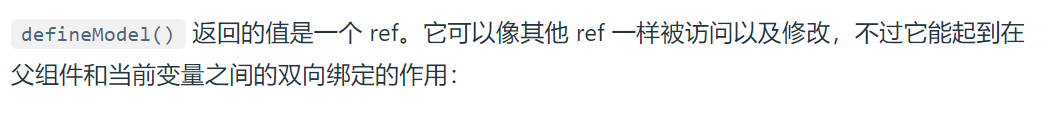 defineModel() 返回的值是一个 ref。它可以像其他 ref 一样被访问以及修改，不过它能起到在
父组件和当前变量之间的双向绑定的作用：